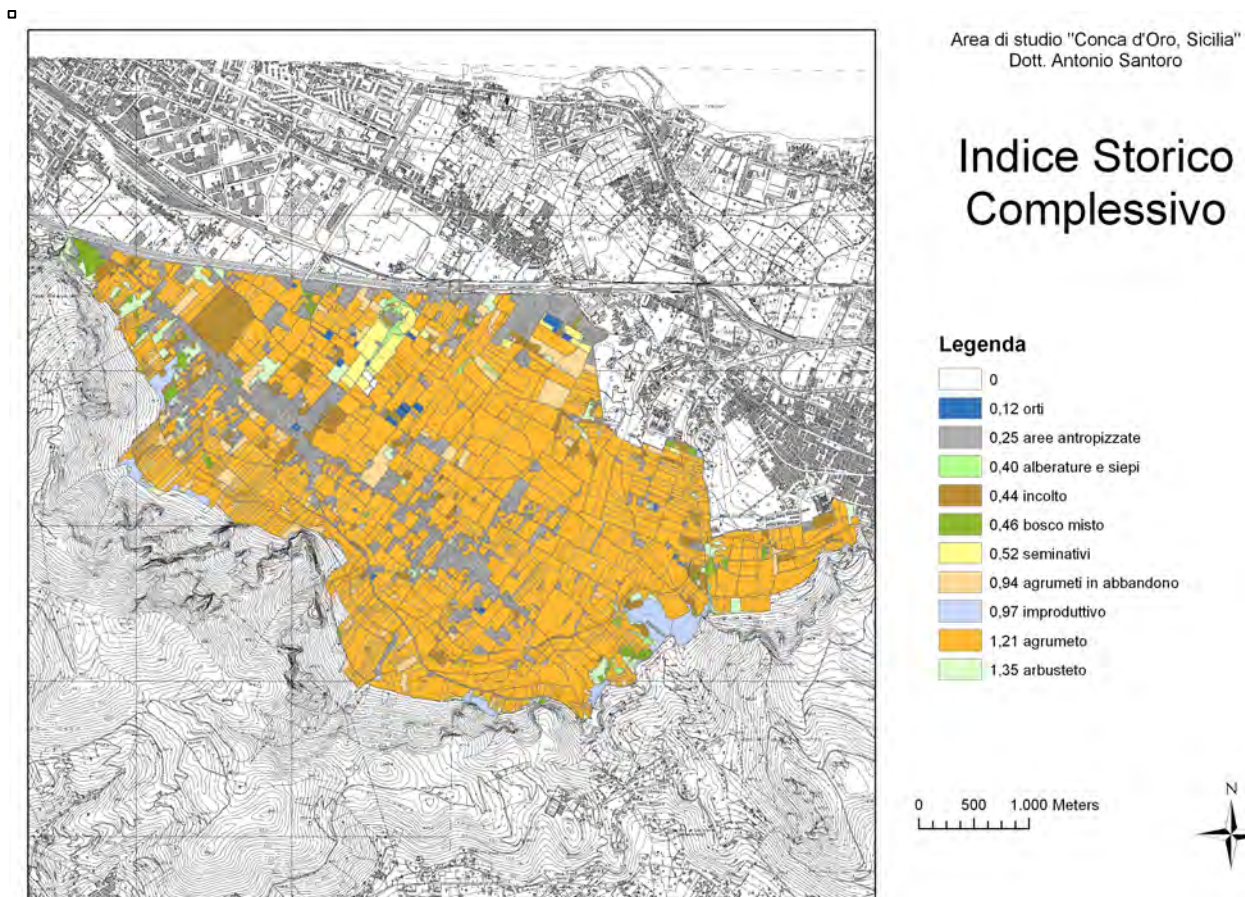 Area di studio "Conca d'Oro, Sicilia"
Dott. Antonio Santoro
Indice Storico
Complessivo
Legenda
0
0,12 orti
0,25 aree antropizzate
0,40 alberature e siepi
0,44 incolto
0,46 bosco misto
0,52 seminativi
0,94 agrumeti in abbandono
0,97 improduttivo
1,21 agrumeto
1,35 arbusteto
0 500 1.000 Meters
N